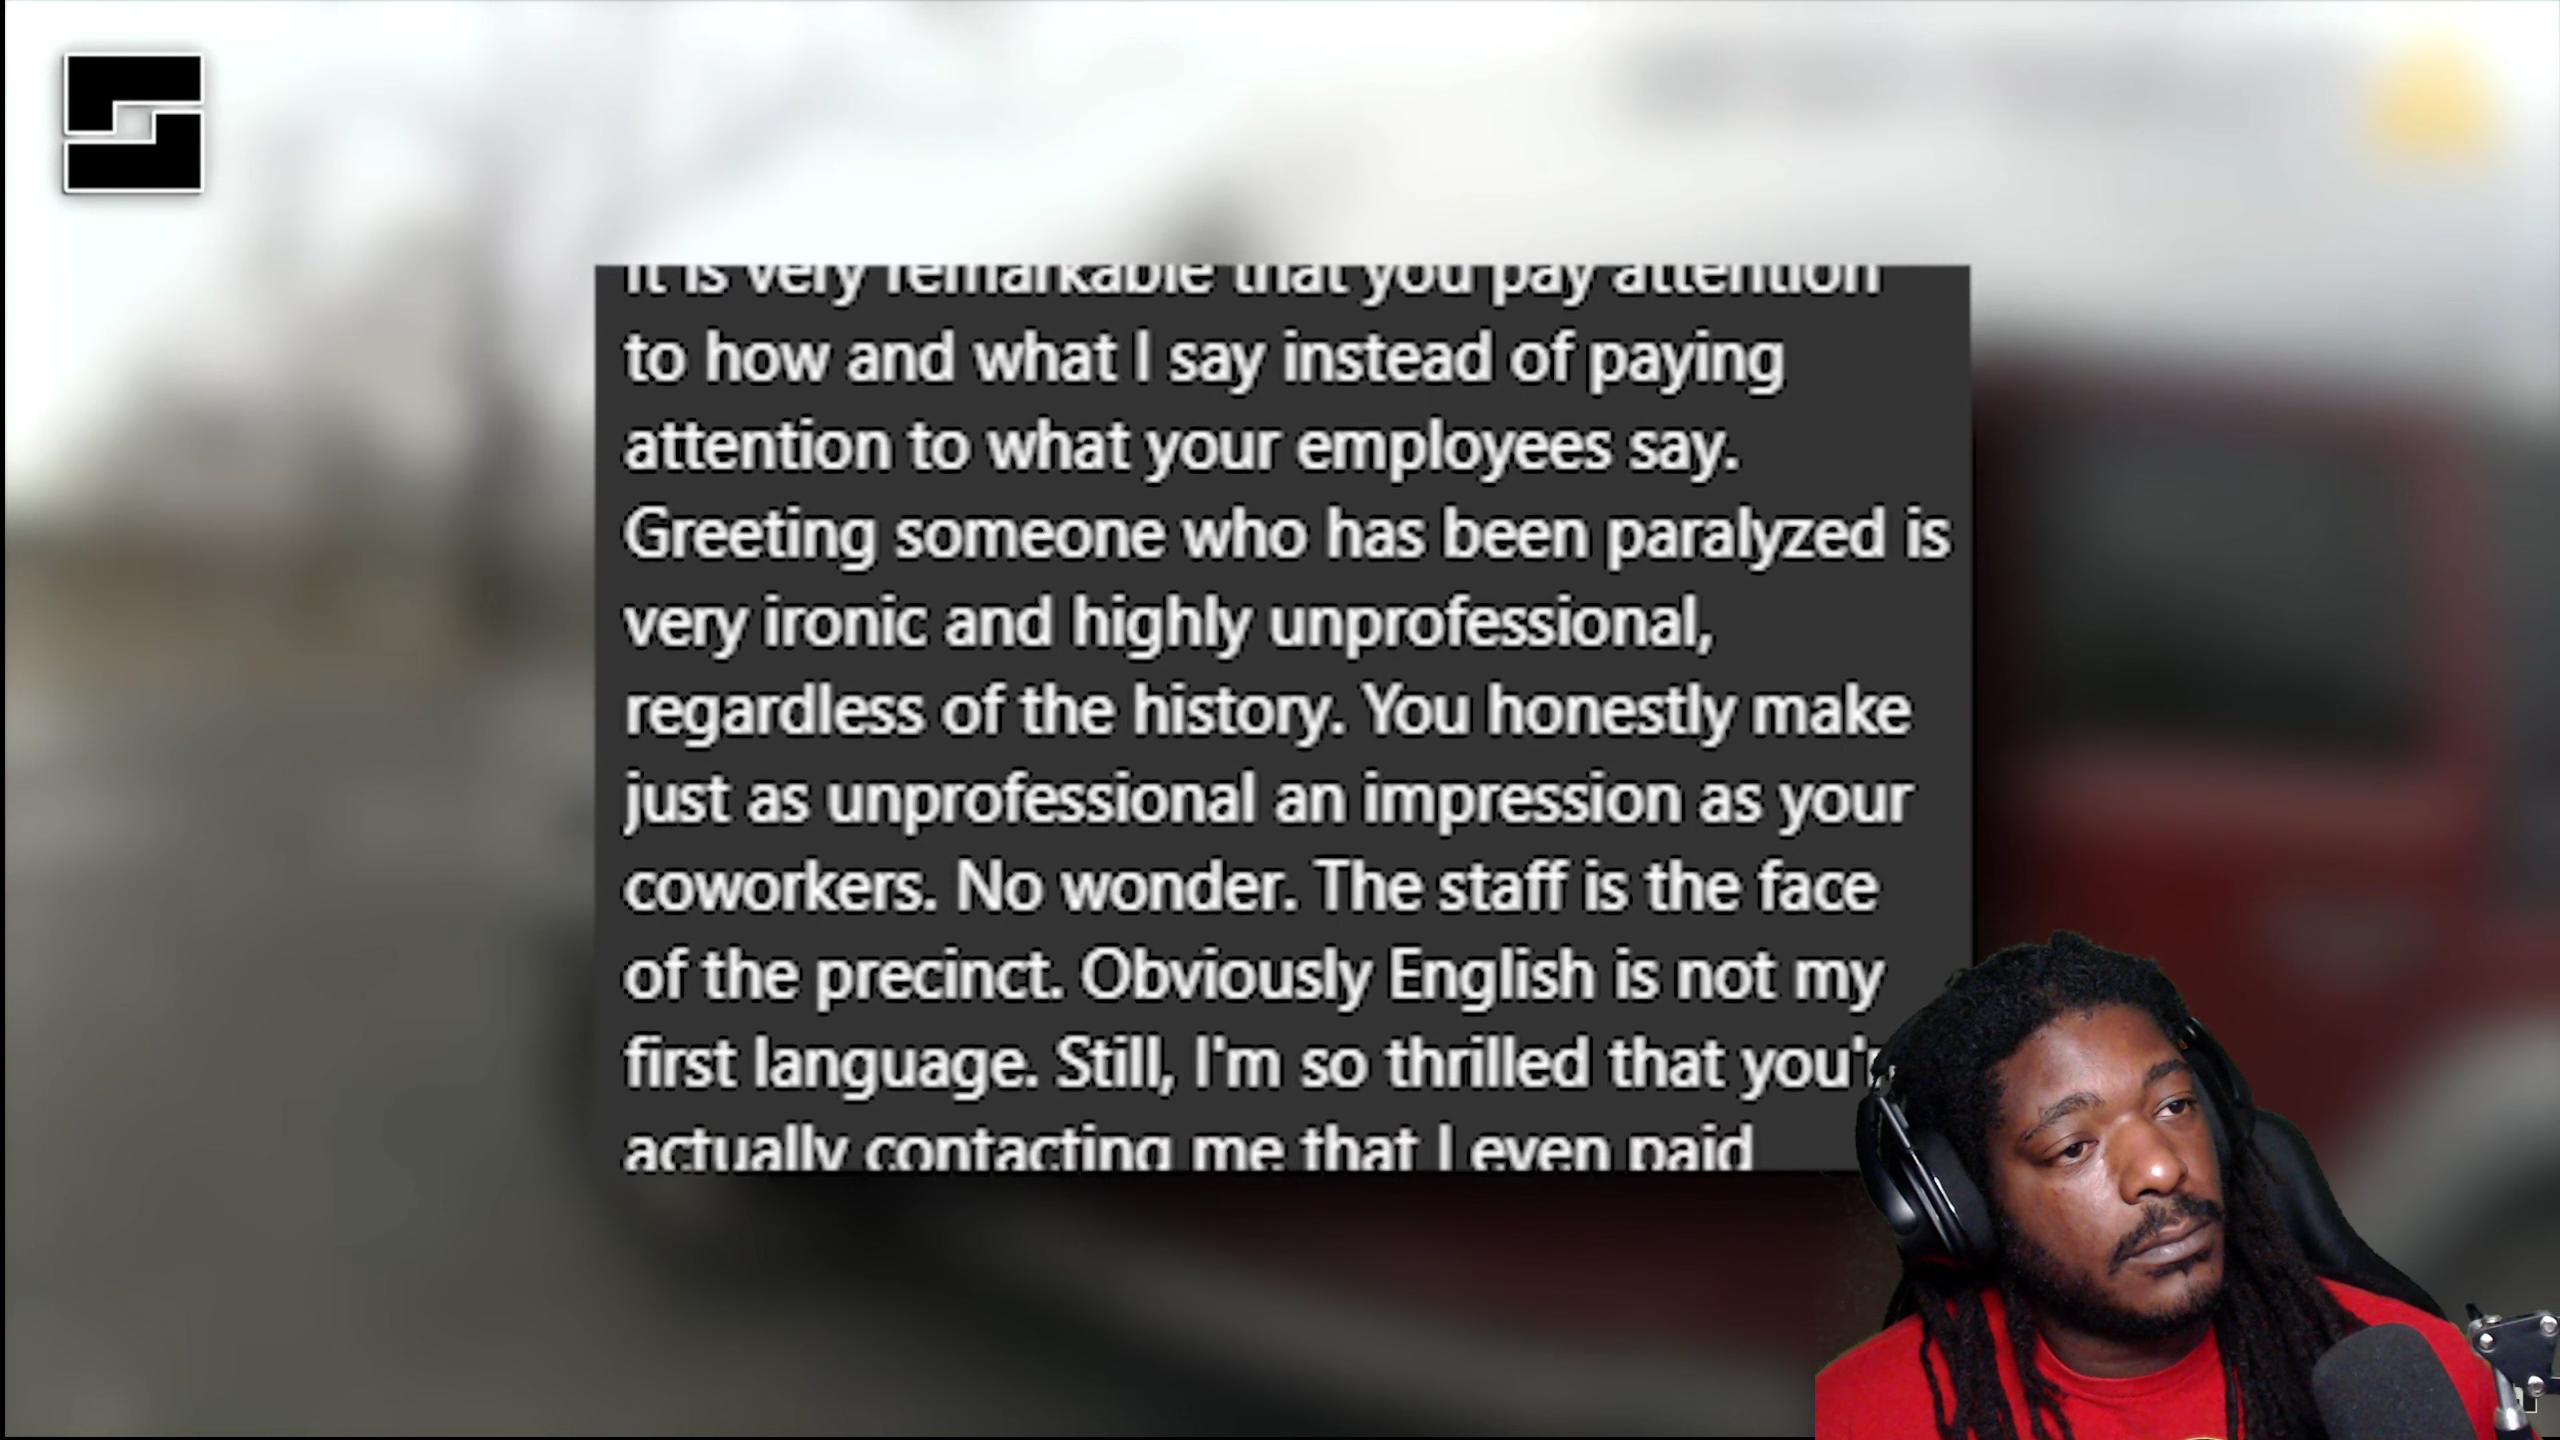 It is very remarkable that you pay attention
to how and what I say instead of paying
attention to what your employees say.
Greeting someone who has been paralyzed is
very ironic and highly unprofessional,
regardless of the history. You honestly make
just as unprofessional an impression as your
coworkers. No wonder. The staff is the face
of the precinct. Obviously English is not my
first language. Still, I'm so thrilled that
actually contacting me that I even paid